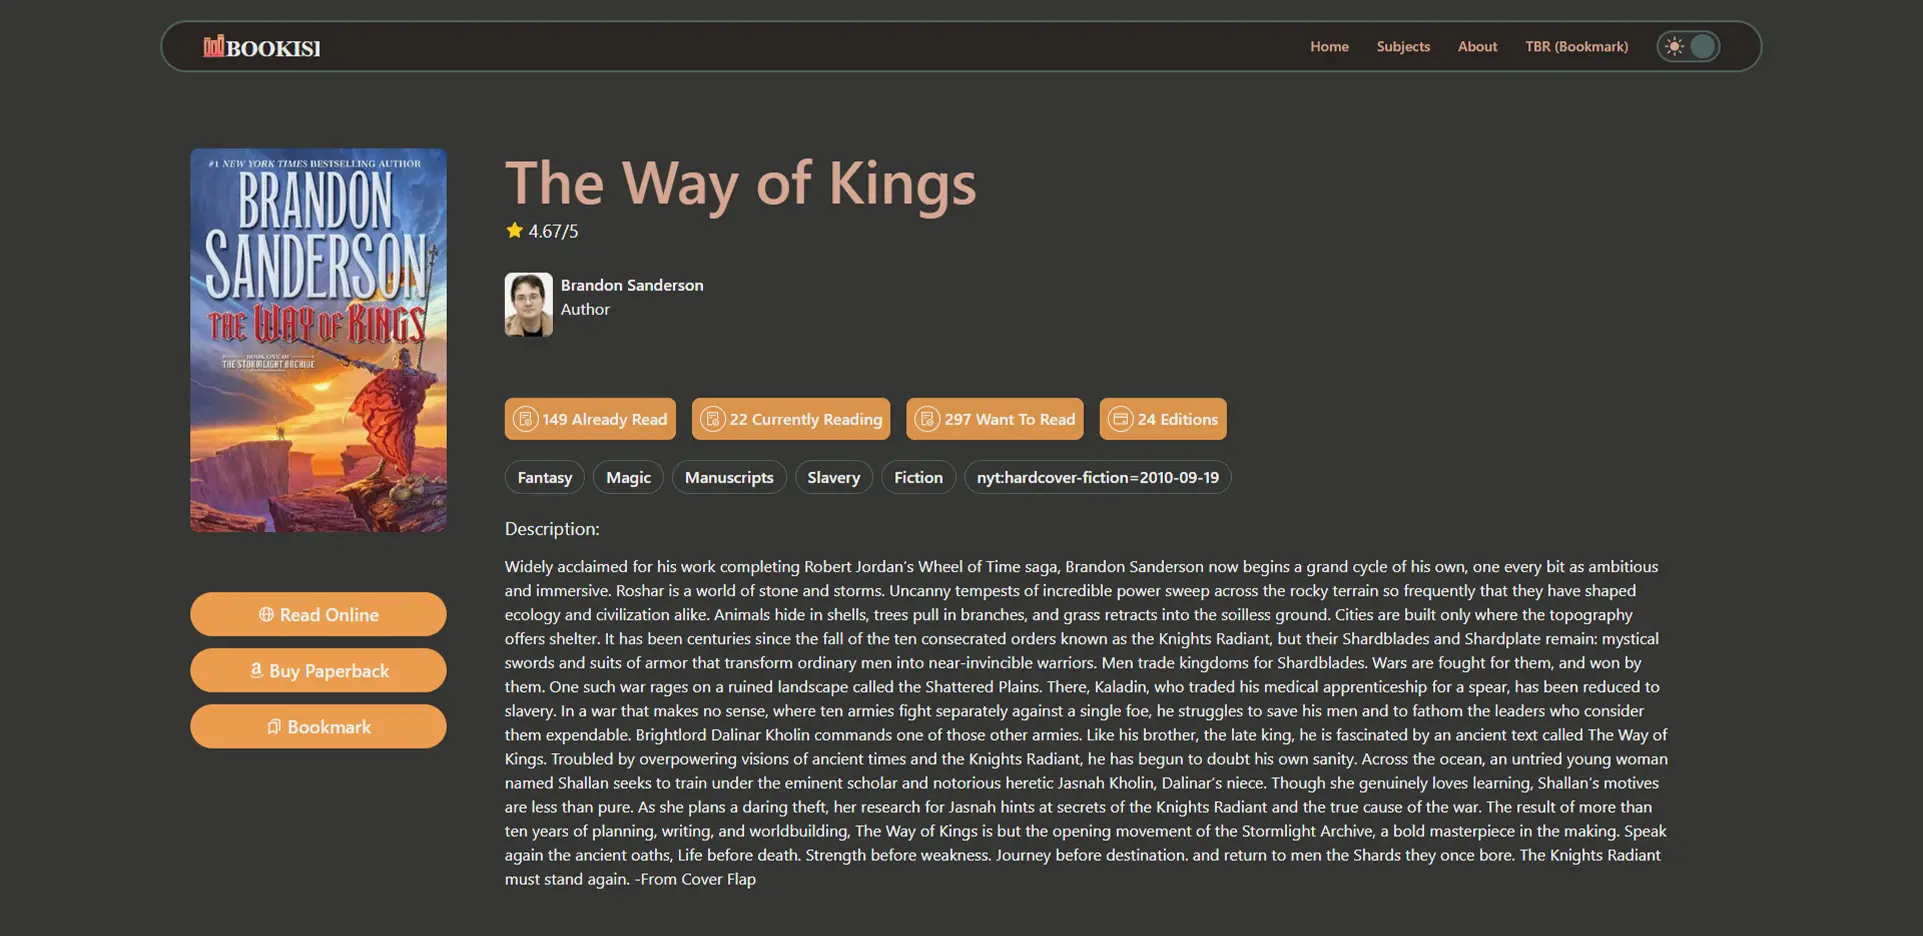 BOOKISI
Home
Subjects
About
TBR (Bookmark)
#1 NEW YORK TIMES BESTSELLING AUTHOR
BRANDON
SANDERSON
THE WAY OF KINGS
BOOK ONE OF
THE STORMLIGHT ARCHIVE
Read Online
Buy Paperback
Bookmark
The Way of Kings
4.67/5
Brandon Sanderson
Author
149 Already Read
22 Currently Reading
297 Want To Read
24 Editions
Fantasy
Magic
Manuscripts
Slavery
Fiction
nyt:hardcover-fiction=2010-09-19
Description:
Widely acclaimed for his work completing Robert Jordan’s Wheel of Time saga, Brandon Sanderson now begins a grand cycle of his own, one every bit as ambitious
and immersive. Roshar is a world of stone and storms. Uncanny tempests of incredible power sweep across the rocky terrain so frequently that they have shaped
ecology and civilization alike. Animals hide in shells, trees pull in branches, and grass retracts into the soilless ground. Cities are built only where the topography
offers shelter. It has been centuries since the fall of the ten consecrated orders known as the Knights Radiant, but their Shardblades and Shardplate remain: mystical
swords and suits of armor that transform ordinary men into near-invincible warriors. Men trade kingdoms for Shardblades. Wars are fought for them, and won by
them. One such war rages on a ruined landscape called the Shattered Plains. There, Kaladin, who traded his medical apprenticeship for a spear, has been reduced to
slavery. In a war that makes no sense, where ten armies fight separately against a single foe, he struggles to save his men and to fathom the leaders who consider
them expendable. Brightlord Dalinar Kholin commands one of those other armies. Like his brother, the late king, he is fascinated by an ancient text called The Way of
Kings. Troubled by overpowering visions of ancient times and the Knights Radiant, he has begun to doubt his own sanity. Across the ocean, an untried young woman
named Shallan seeks to train under the eminent scholar and notorious heretic Jasnah Kholin, Dalinar’s niece. Though she genuinely loves learning, Shallan’s motives
are less than pure. As she plans a daring theft, her research for Jasnah hints at secrets of the Knights Radiant and the true cause of the war. The result of more than
ten years of planning, writing, and worldbuilding, The Way of Kings is but the opening movement of the Stormlight Archive, a bold masterpiece in the making. Speak
again the ancient oaths, Life before death. Strength before weakness. Journey before destination. and return to men the Shards they once bore. The Knights Radiant
must stand again. -From Cover Flap